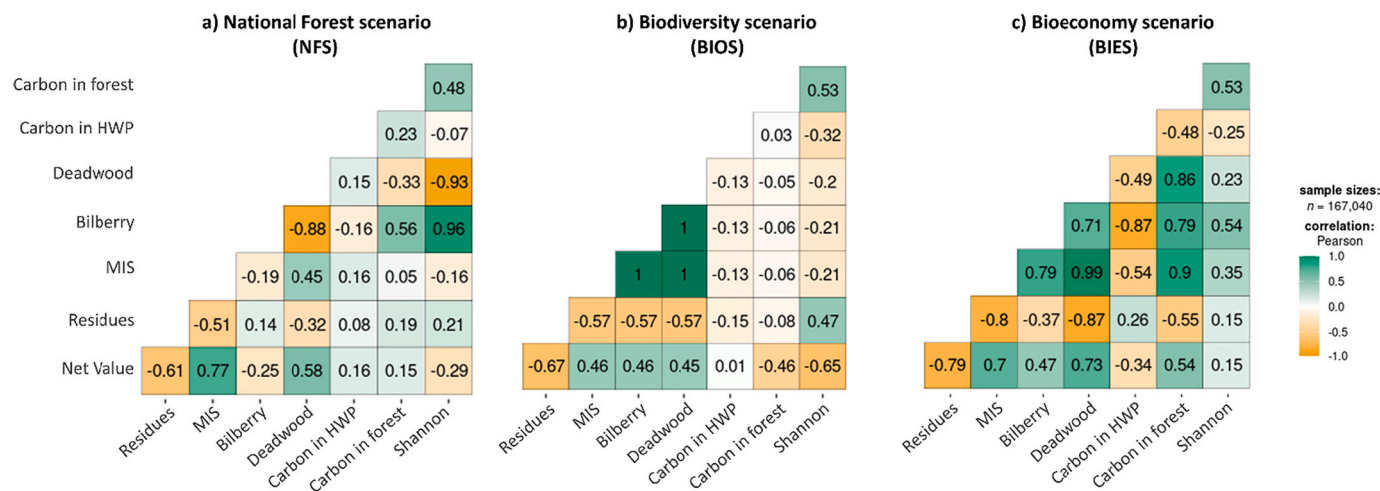 a) National Forest scenario
(NFS)
b) Biodiversity scenario
(BIOS)
c) Bioeconomy scenario
(BIES)
Carbon in forest 0.48 0.53 0.53
Carbon in HWP 0.23 -0.07 0.03 -0.32 -0.48 -0.25
Deadwood 0.15 -0.33 -0.93 -0.13 -0.05 -0.2 -0.49 0.86 0.23
Bilberry -0.88 -0.16 0.56 0.96 1 -0.13 -0.06 -0.21 0.71 -0.87 0.79 0.54
MIS -0.19 0.45 0.16 0.05 -0.16 1 1 -0.13 -0.06 -0.21 0.79 0.99 -0.54 0.9 0.35
Residues -0.51 0.14 -0.32 0.08 0.19 0.21 -0.57 -0.57 -0.57 -0.15 -0.08 0.47 -0.8 -0.37 -0.87 0.26 -0.55 0.15
Net Value -0.61 0.77 -0.25 0.58 0.16 0.15 -0.29 -0.67 0.46 0.46 0.45 0.01 -0.46 -0.65 -0.79 0.7 0.47 0.73 -0.34 0.54 0.15
Residues MIS Bilberry Deadwood Carbon in HWP Carbon in forest Shannon
Residues MIS Bilberry Deadwood Carbon in HWP Carbon in forest Shannon
Residues MIS Bilberry Deadwood Carbon in HWP Carbon in forest Shannon
sample sizes:
n = 167,040
correlation:
Pearson
1.0
0.5
0.0
-0.5
-1.0